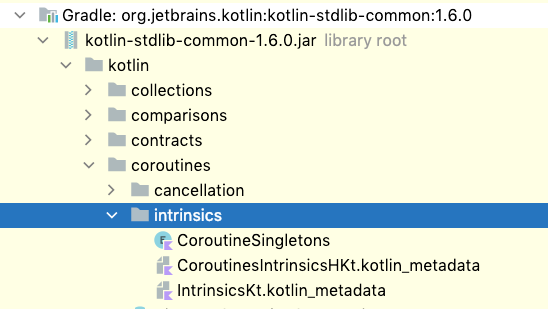 Gradle: org.jetbrains.kotlin:kotlin-stdlib-common:1.6.0
kotlin-stdlib-common-1.6.0.jar library root
kotlin
collections
comparisons
contracts
coroutines
cancellation
intrinsics
CoroutineSingletons
CoroutinesIntrinsicsHKt.kotlin_metadata
IntrinsicsKt.kotlin_metadata